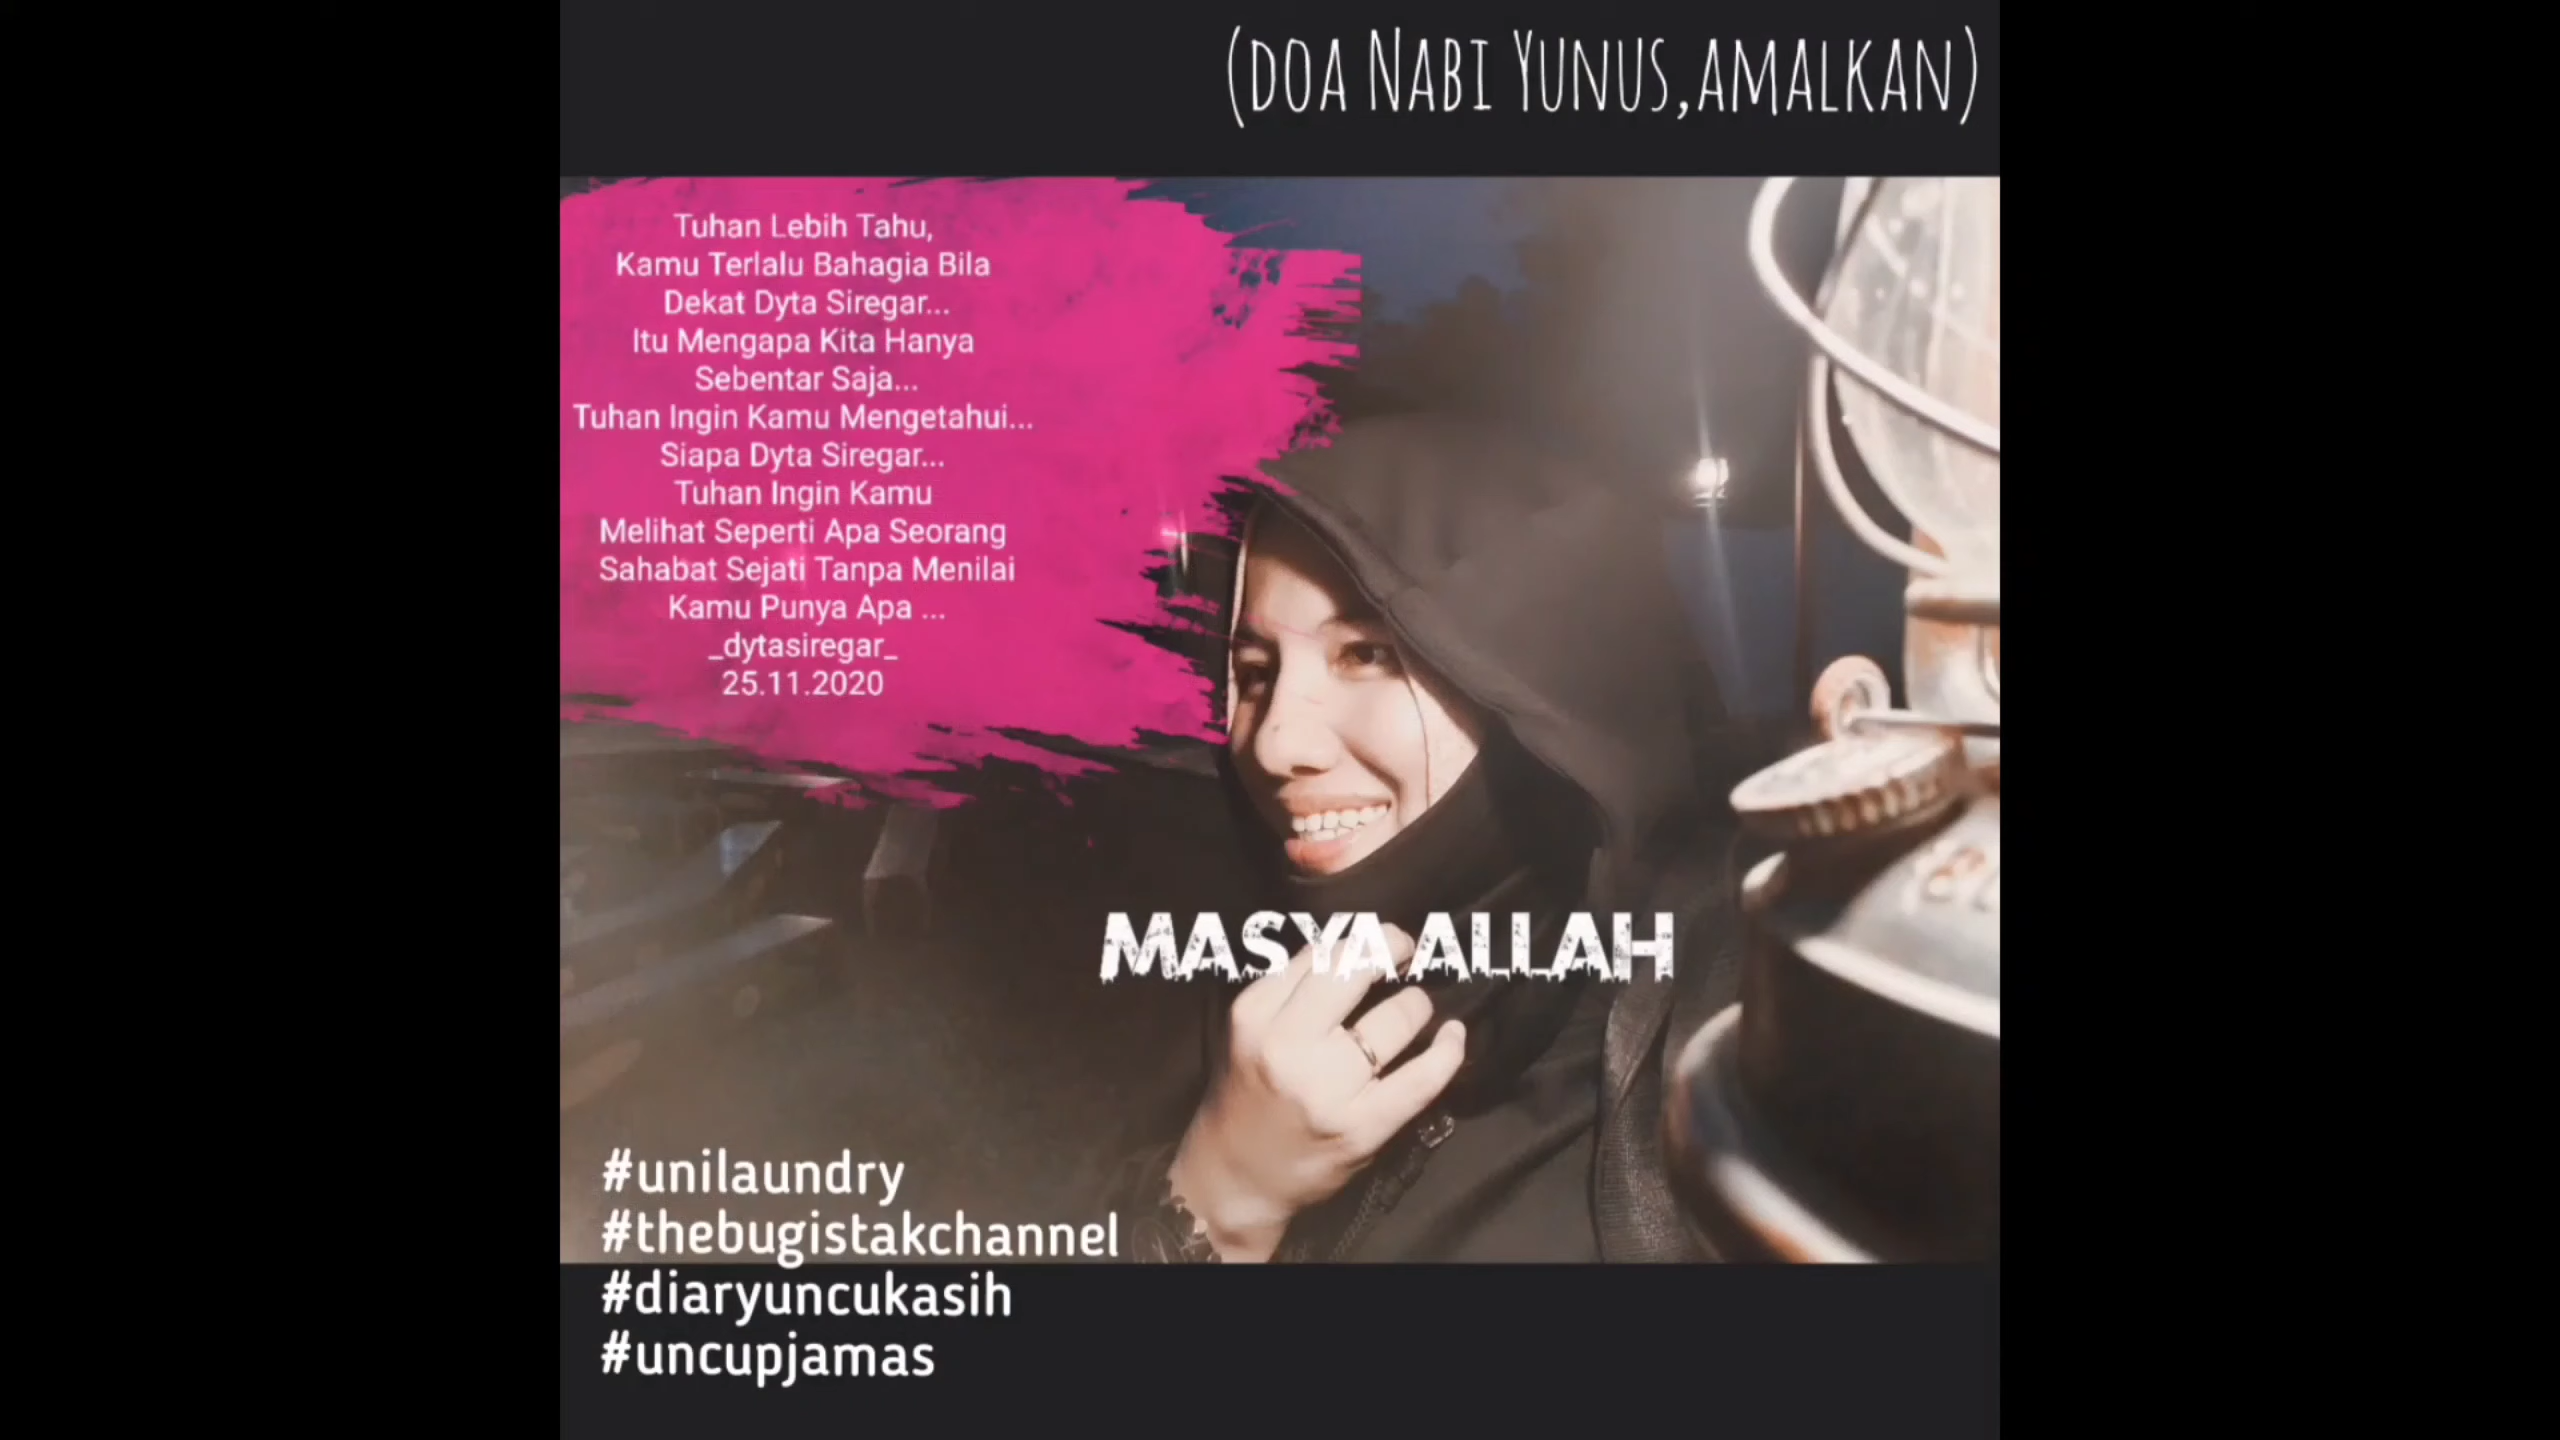 (DOA NABI YUNUS,AMALKAN)
Tuhan Lebih Tahu,
Kamu Terlalu Bahagia Bila
Dekat Dyta Siregar...
Itu Mengapa Kita Hanya
Sebentar Saja...
Tuhan Ingin Kamu Mengetahui...
Siapa Dyta Siregar...
Tuhan Ingin Kamu
Melihat Seperti Apa Seorang
Sahabat Sejati Tanpa Menilai
Kamu Punya Apa ...
_dytasiregar_
25.11.2020
MASYAALLAH
#unilaundry
#thebugistakchannel
#diaryuncukasih
#uncupjamas